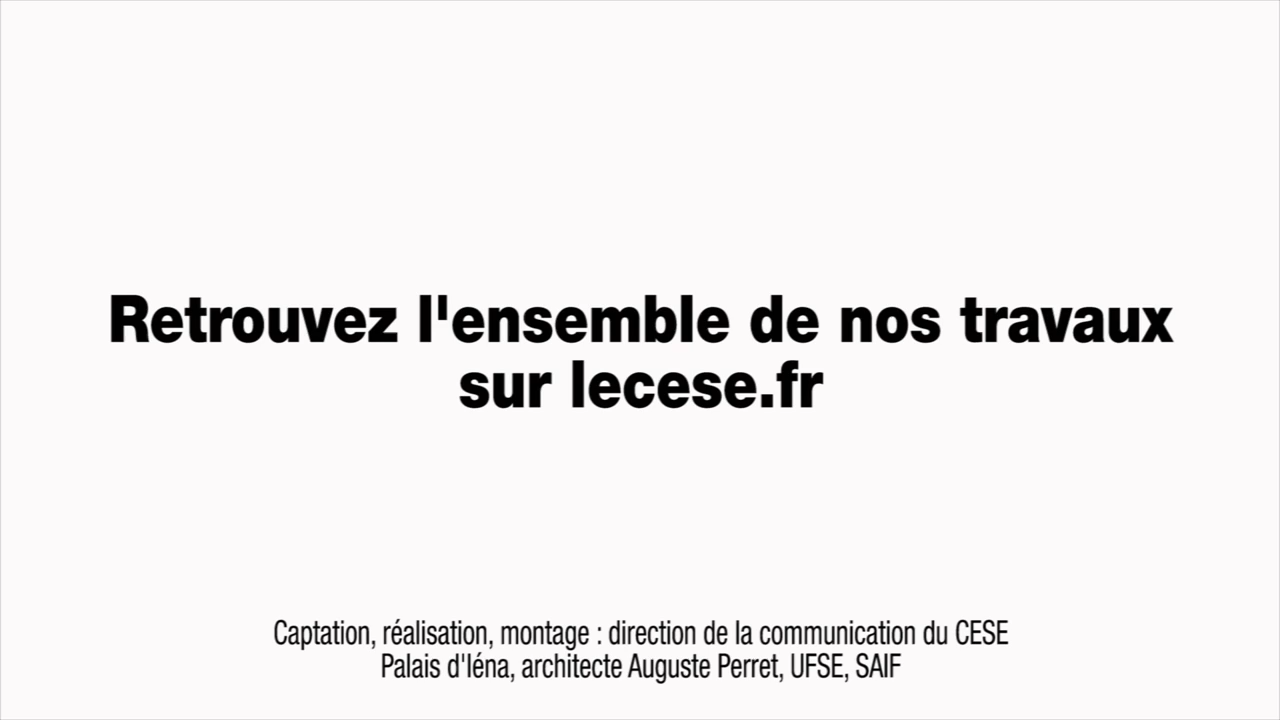 Retrouvez l'ensemble de nos travaux
sur lecese.fr
Captation, réalisation, montage : direction de la communication du CESE
Palais d'Iéna, architecte Auguste Perret, UFSE, SAIF